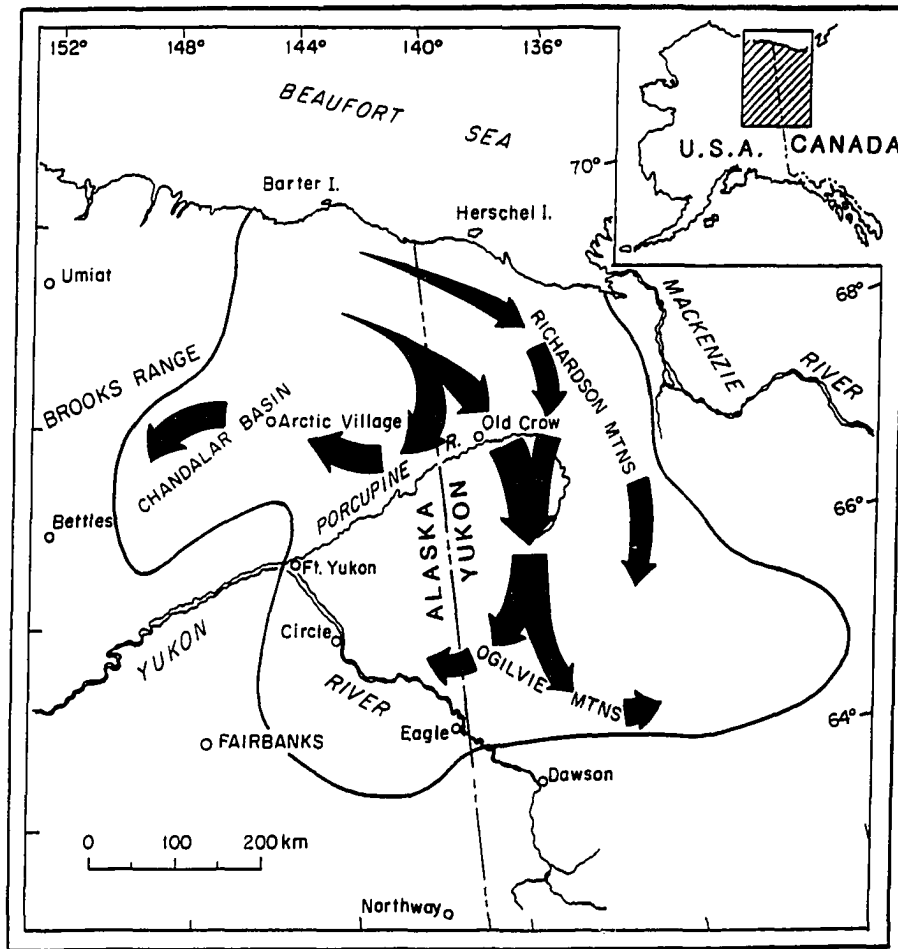 152° 148° 144° 140° 136°
BEAUFORT SEA
U.S.A. CANADA
70°
Barter I.
Herschel I.
Umiat
68°
MACKENZIE RIVER
RICHARDSON MTNS
BROOKS RANGE
CHANDALAR BASIN
Arctic Village
Old Crow
PORCUPINE R.
66°
Bettles
ALASKA
YUKON
Ft. Yukon
Circle
YUKON RIVER
OGILVIE MTNS
64°
Eagle
FAIRBANKS
Dawson
0 100 200 km
Northway